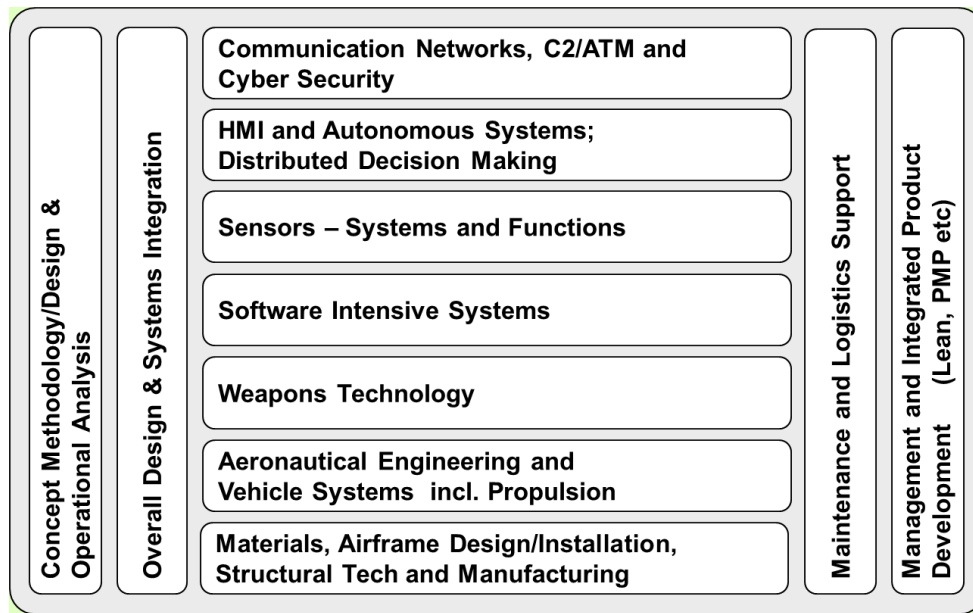 Concept Methodology/Design &
Operational Analysis
Overall Design & Systems Integration
Communication Networks, C2/ATM and
Cyber Security
HMI and Autonomous Systems;
Distributed Decision Making
Sensors – Systems and Functions
Software Intensive Systems
Weapons Technology
Aeronautical Engineering and
Vehicle Systems incl. Propulsion
Materials, Airframe Design/Installation,
Structural Tech and Manufacturing
Maintenance and Logistics Support
Management and Integrated Product
Development (Lean, PMP etc)